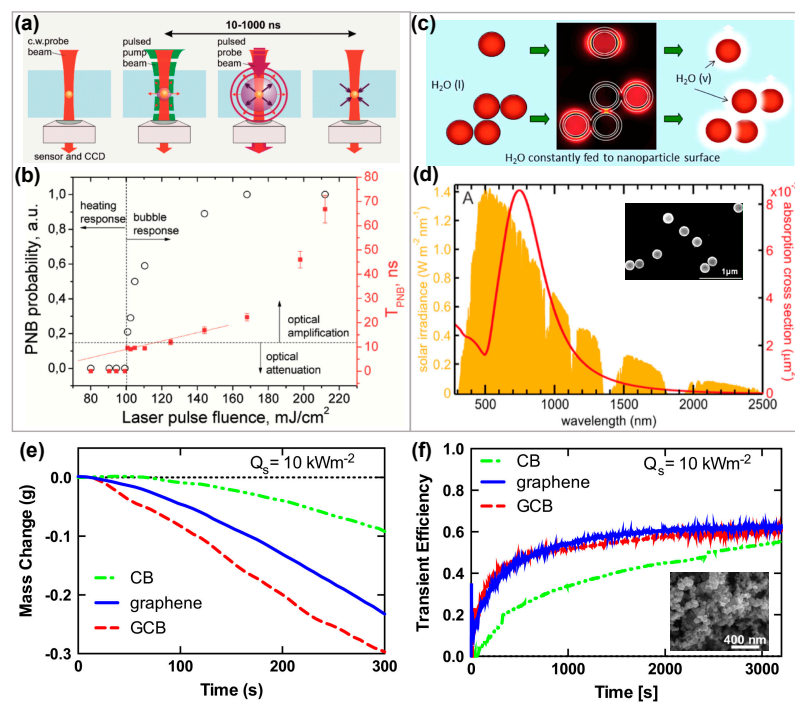 (a)
10-1000 ns
c.w.probe
beam
pulsed
pump
beam
pulsed
probe
beam
sensor and CCD
(c)
H₂O (l)
H₂O (v)
H₂O constantly fed to nanoparticle surface
(b)
PNB probability, a.u.
1,0
0,8
0,6
0,4
0,2
0,0
heating
response
bubble
response
optical
amplification
optical
attenuation
80
70
60
50
40
30
20
10
0
T_PNB, ns
80
100
120
140
160
180
200
220
Laser pulse fluence, mJ/cm²
(d)
A
solar irradiance (W m⁻² nm⁻¹)
1.4
1.2
1.0
0.8
0.6
0.4
0.2
0.0
1μm
8
6
4
2
0
absorption cross section (μm²)
500
1000
1500
2000
2500
wavelength (nm)
(e)
Qₛ= 10 kWm-2
Mass Change (g)
0.0
-0.1
-0.2
-0.3
CB
graphene
GCB
0
100
200
300
Time (s)
(f)
CB
graphene
GCB
Qₛ= 10 kWm-2
Transient Efficiency
1.0
0.8
0.6
0.4
0.2
0.0
400 nm
0
1000
2000
3000
Time [s]